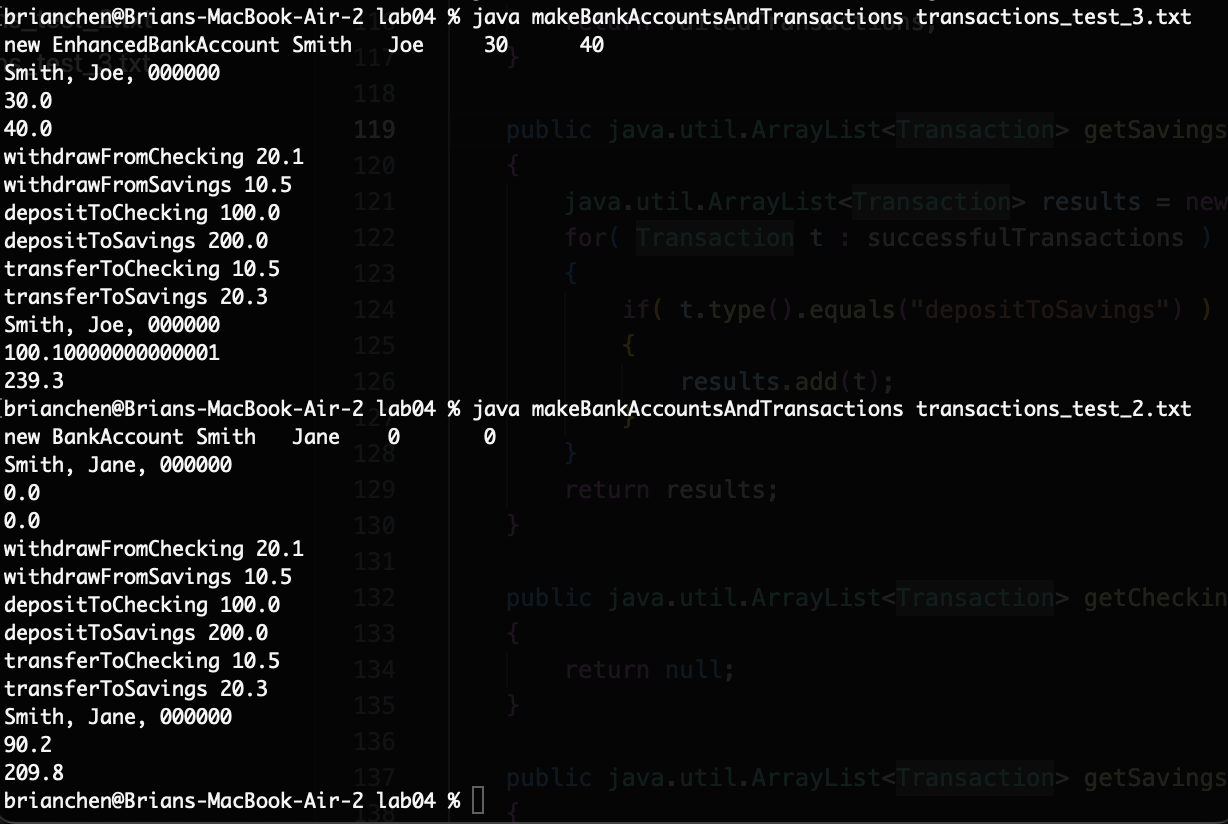 brianchen@Brians-MacBook-Air-2 lab04 % java makeBankAccountsAndTransactions transactions_test_3.txt
new EnhancedBankAccount Smith   Joe     30      40
Smith, Joe, 000000
30.0
40.0
withdrawFromChecking 20.1
withdrawFromSavings 10.5
depositToChecking 100.0
depositToSavings 200.0
transferToChecking 10.5
transferToSavings 20.3
Smith, Joe, 000000
100.10000000000001
239.3
brianchen@Brians-MacBook-Air-2 lab04 % java makeBankAccountsAndTransactions transactions_test_2.txt
new BankAccount Smith   Jane    0       0
Smith, Jane, 000000
0.0
0.0
withdrawFromChecking 20.1
withdrawFromSavings 10.5
depositToChecking 100.0
depositToSavings 200.0
transferToChecking 10.5
transferToSavings 20.3
Smith, Jane, 000000
90.2
209.8
brianchen@Brians-MacBook-Air-2 lab04 %
117 }
118
119 public java.util.ArrayList<Transaction> getSavings
120 {
121 java.util.ArrayList<Transaction> results = new
122 for( Transaction t : successfulTransactions )
123 {
124 if( t.type().equals("depositToSavings") )
125 {
126 results.add(t);
127 }
128 }
129 return results;
130 }
131
132 public java.util.ArrayList<Transaction> getCheckin
133 {
134 return null;
135 }
136
137 public java.util.ArrayList<Transaction> getSavings
138 {